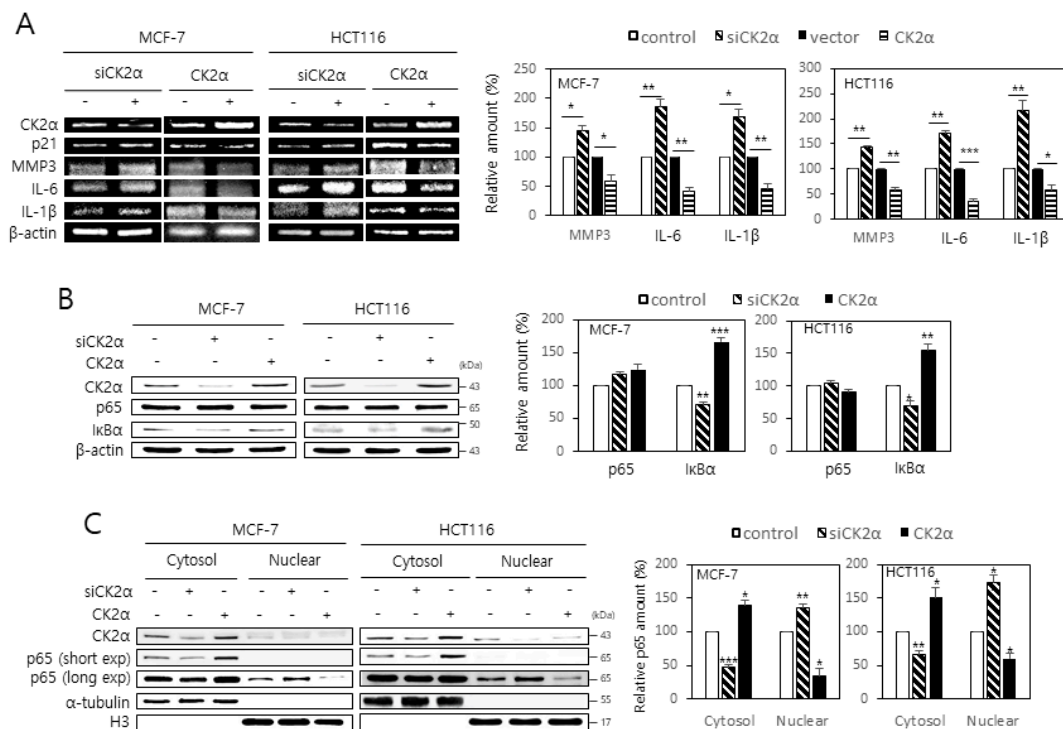 A
MCF-7 HCT116
siCK2α CK2α siCK2α CK2α
- + - + - + - +
CK2α
p21
MMP3
IL-6
IL-1β
β-actin
control siCK2α vector CK2α
Relative amount (%)
250
200
150
100
50
0
MCF-7
* ** *
* ** **
MMP3 IL-6 IL-1β
300
250
200
150
100
50
0
HCT116
** ** **
** *** *
MMP3 IL-6 IL-1β
B
MCF-7 HCT116
siCK2α - + - - + -
CK2α - - + - - + (kDa)
CK2α 43
p65 65
IκBα 50
β-actin 43
control siCK2α CK2α
Relative amount (%)
200
150
100
50
0
MCF-7
***
**
p65 IκBα
200
150
100
50
0
HCT116
**
*
p65 IκBα
C
MCF-7 HCT116
Cytosol Nuclear Cytosol Nuclear
siCK2α - + - - + - - + - - + -
CK2α - - + - - + - - + - - + (kDa)
CK2α 43
p65 (short exp) 65
p65 (long exp) 65
α-tubulin 55
H3 17
control siCK2α CK2α
Relative p65 amount (%)
200
150
100
50
0
MCF-7
* **
*** *
Cytosol Nuclear
200
150
100
50
0
HCT116
* *
** *
Cytosol Nuclear